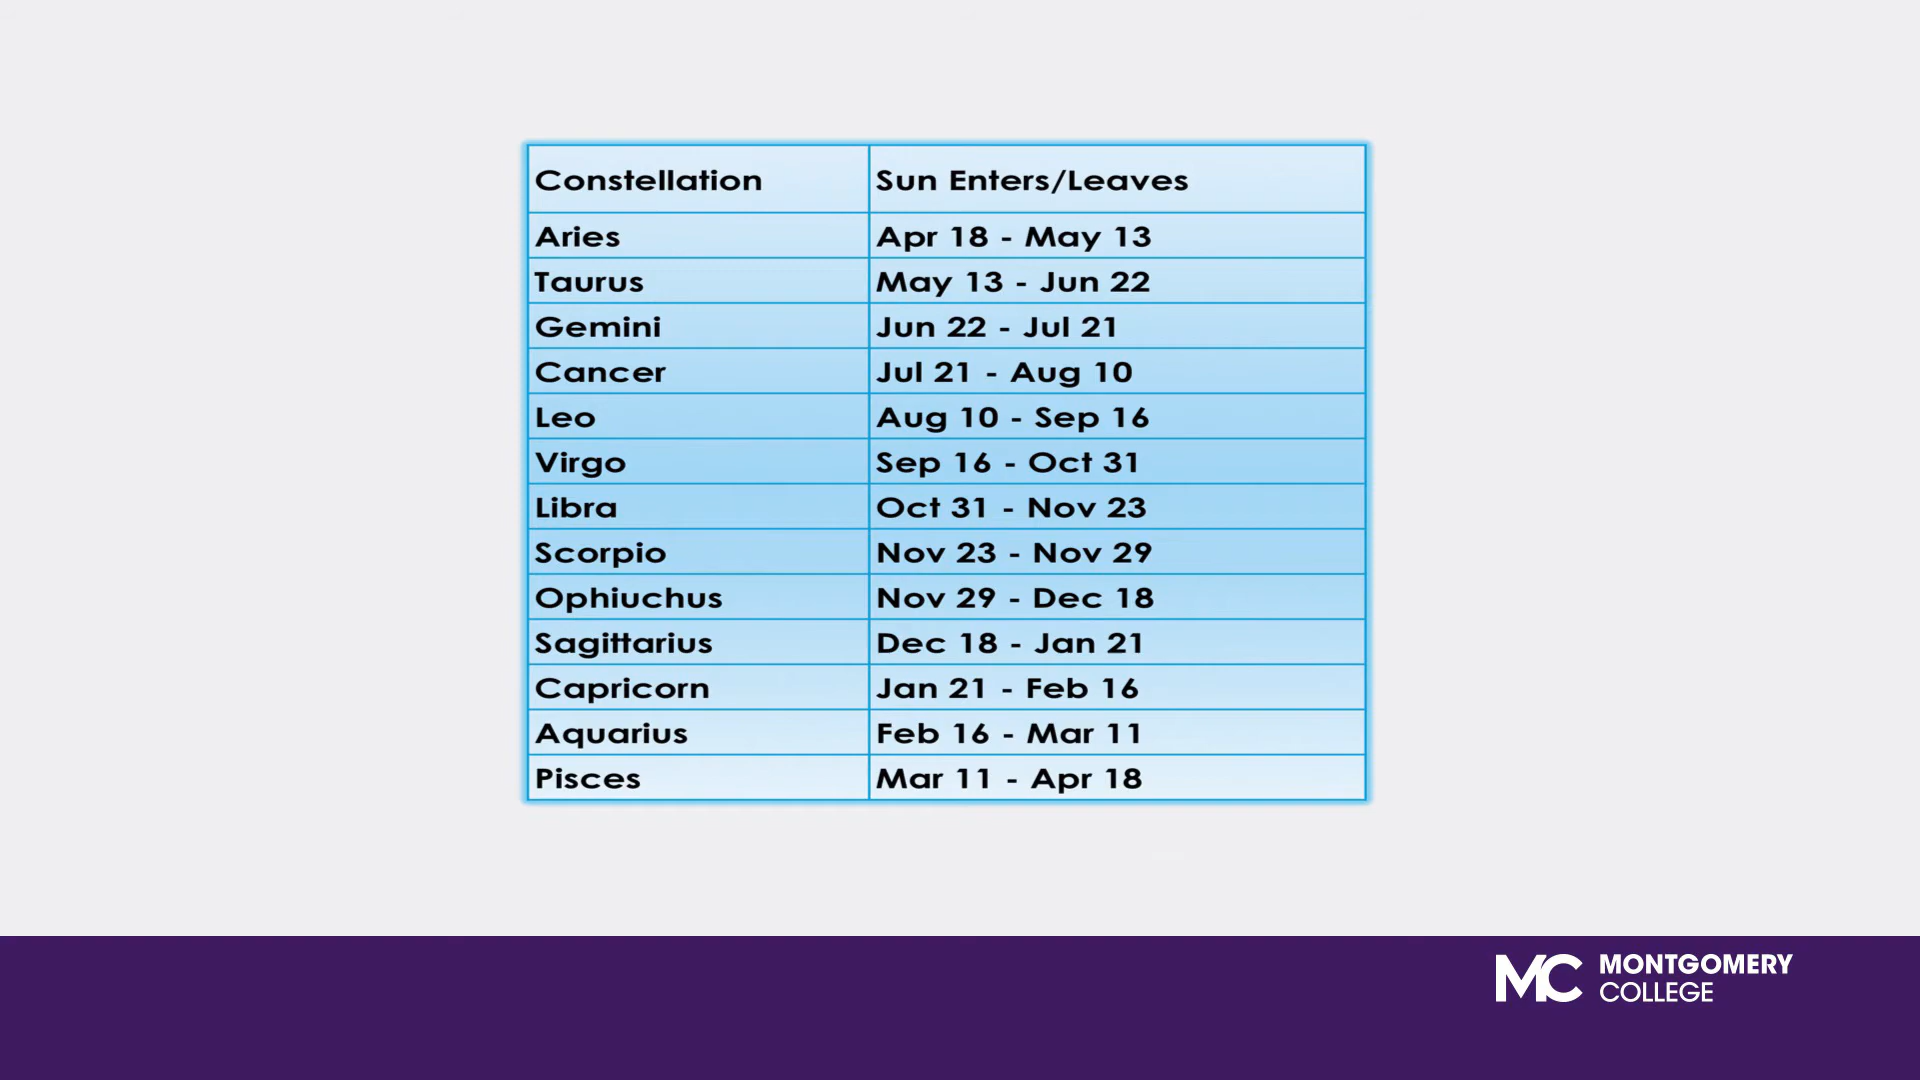 Constellation Sun Enters/Leaves
Aries Apr 18 - May 13
Taurus May 13 - Jun 22
Gemini Jun 22 - Jul 21
Cancer Jul 21 - Aug 10
Leo Aug 10 - Sep 16
Virgo Sep 16 - Oct 31
Libra Oct 31 - Nov 23
Scorpio Nov 23 - Nov 29
Ophiuchus Nov 29 - Dec 18
Sagittarius Dec 18 - Jan 21
Capricorn Jan 21 - Feb 16
Aquarius Feb 16 - Mar 11
Pisces Mar 11 - Apr 18
MC MONTGOMERY
COLLEGE